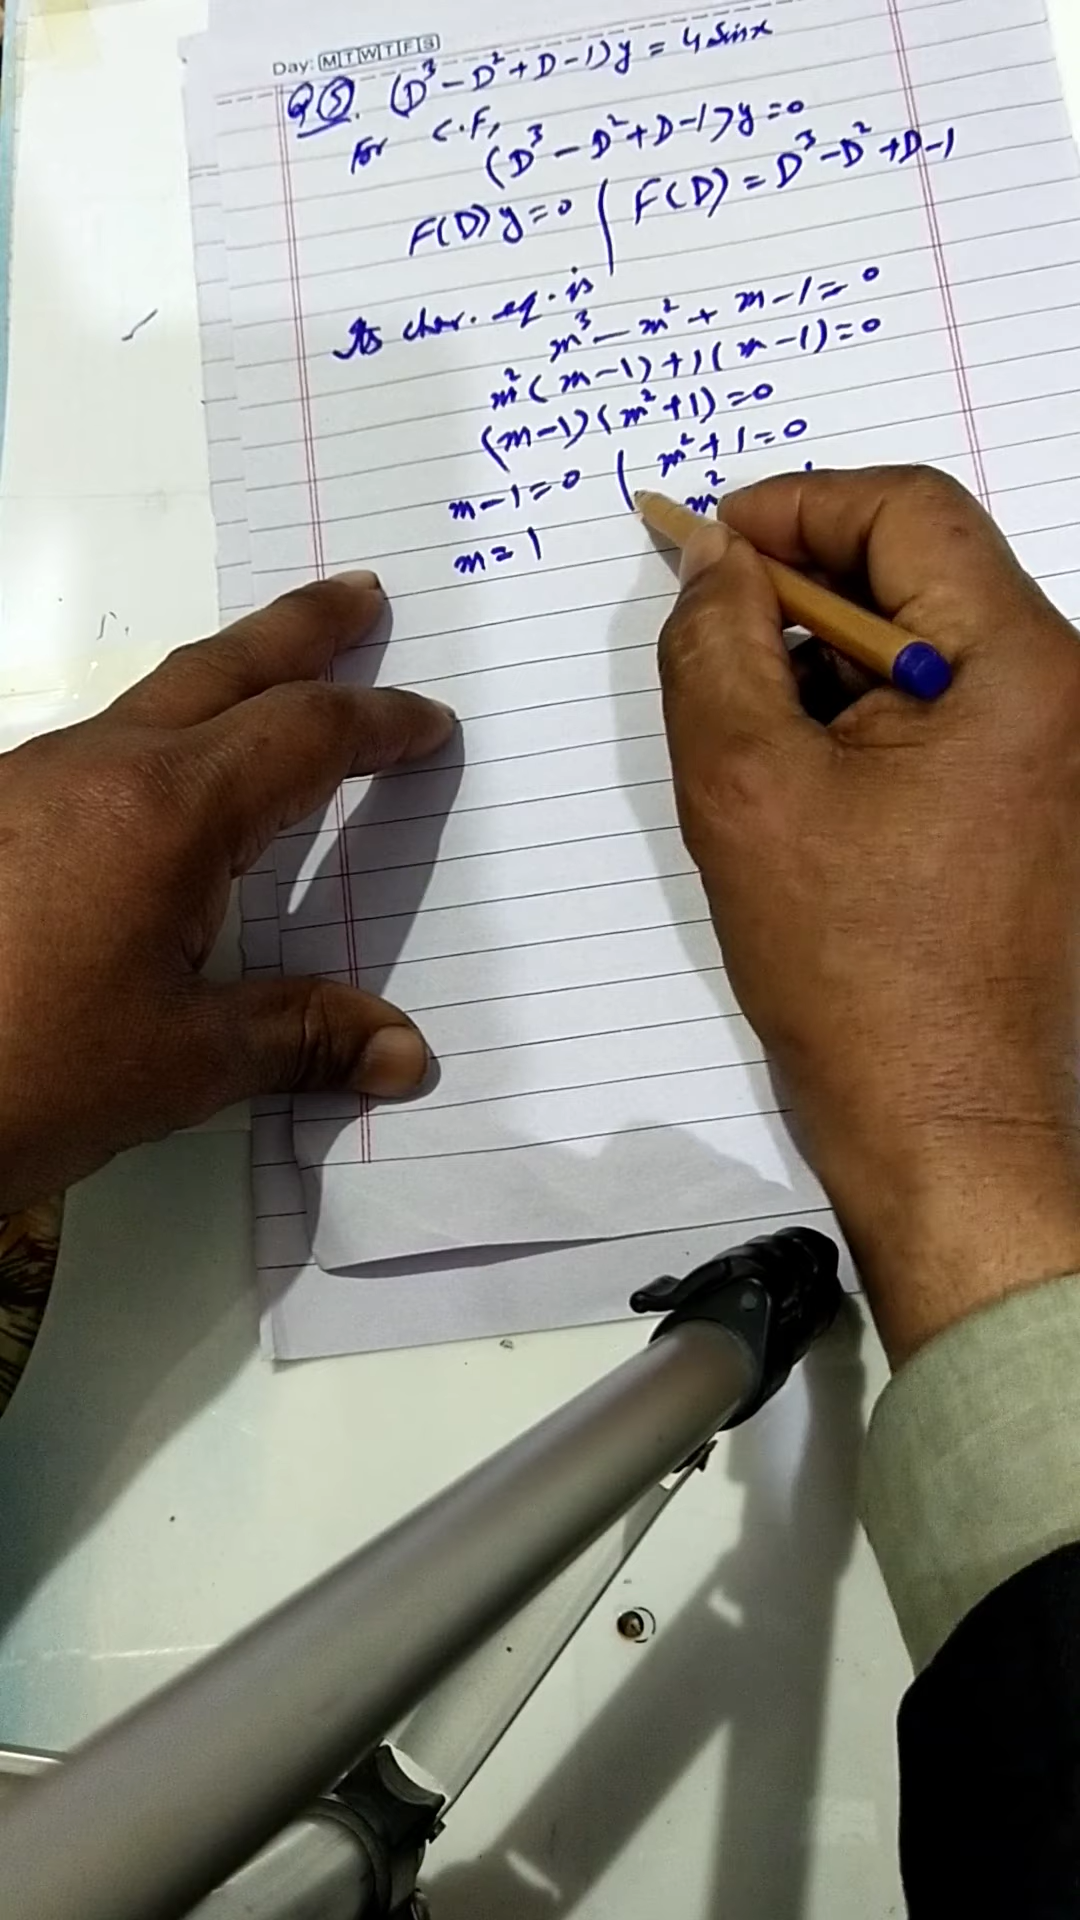 Day: M T W T F S
Q(5). (D³ - D² + D - 1)y = 4 Sinx
For C.F,
(D³ - D² + D - 1)y = 0
F(D)y = 0 | F(D) = D³ - D² + D - 1
Its char. eq. is
m³ - m² + m - 1 = 0
m²(m - 1) + 1(m - 1) = 0
(m - 1)(m² + 1) = 0
m - 1 = 0 | m² + 1 = 0
m = 1 | m²